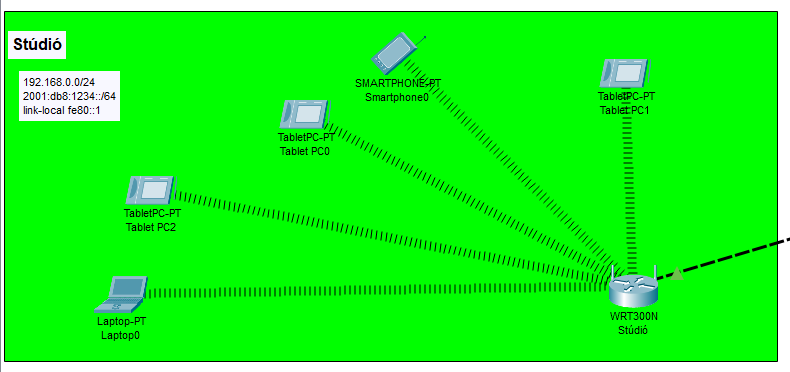 Stúdió
192.168.0.0/24
2001:db8:1234::/64
link-local fe80::1
SMARTPHONE-PT
Smartphone0
TabletPC-PT
Tablet PC1
TabletPC-PT
Tablet PC0
TabletPC-PT
Tablet PC2
Laptop-PT
Laptop0
WRT300N
Stúdió